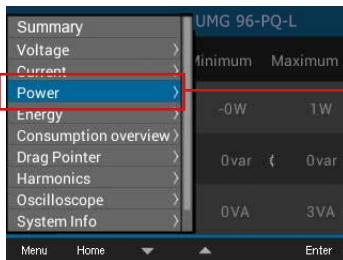 Summary
UMG 96-PQ-L
Voltage
Current
Minimum Maximum
Power
Energy
-0W 1W
Consumption overview
Drag Pointer
0var 0var
Harmonics
Oscilloscope
System Info
0VA 3VA
Menu Home Enter